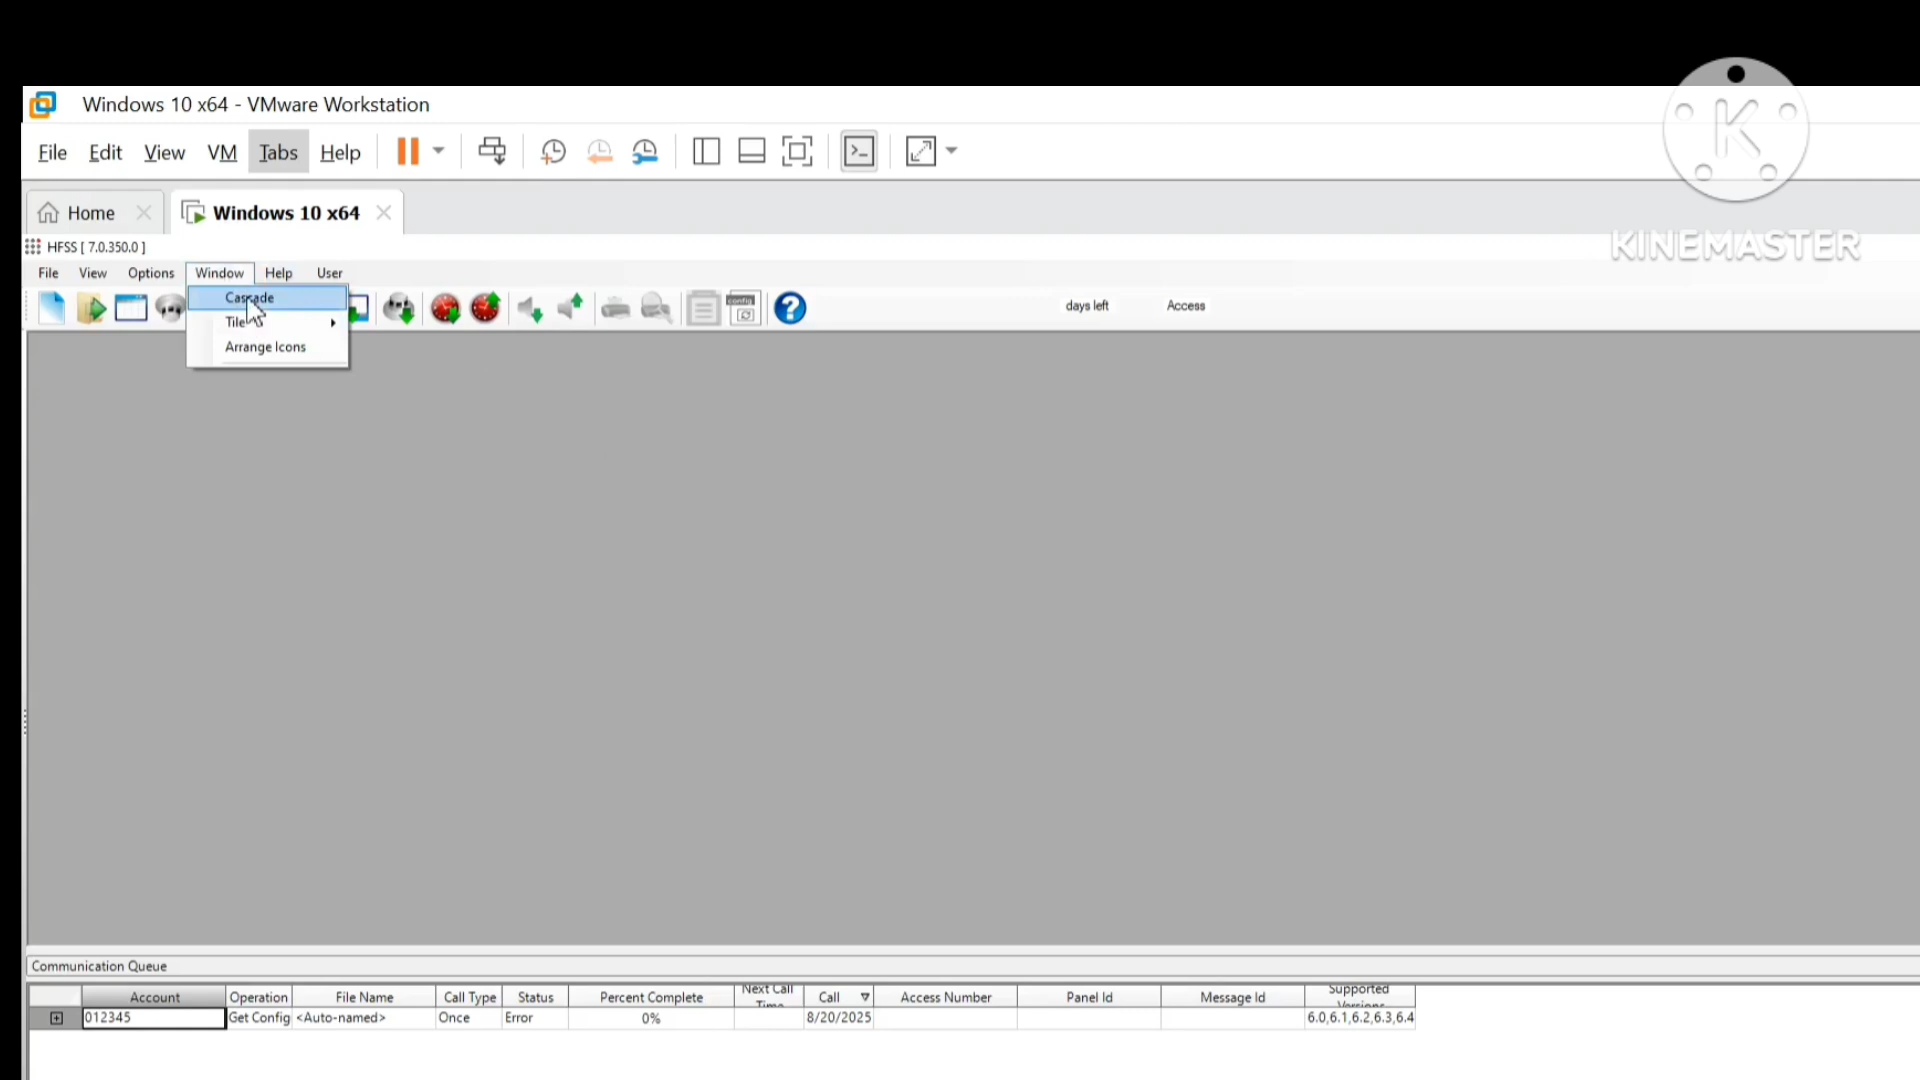 Windows 10 x64 - VMware Workstation
File Edit View VM Tabs Help
K
KINEMASTER
Home
Windows 10 x64
HFSS [ 7.0.350.0 ]
File View Options Window Help User
Cascade
Tile
Arrange Icons
config
days left Access
Communication Queue
Account Operation File Name Call Type Status Percent Complete Next Call Time Call Access Number Panel Id Message Id Supported Versions
012345 Get Config <Auto-named> Once Error 0% 8/20/2025 6.0,6.1,6.2,6.3,6.4